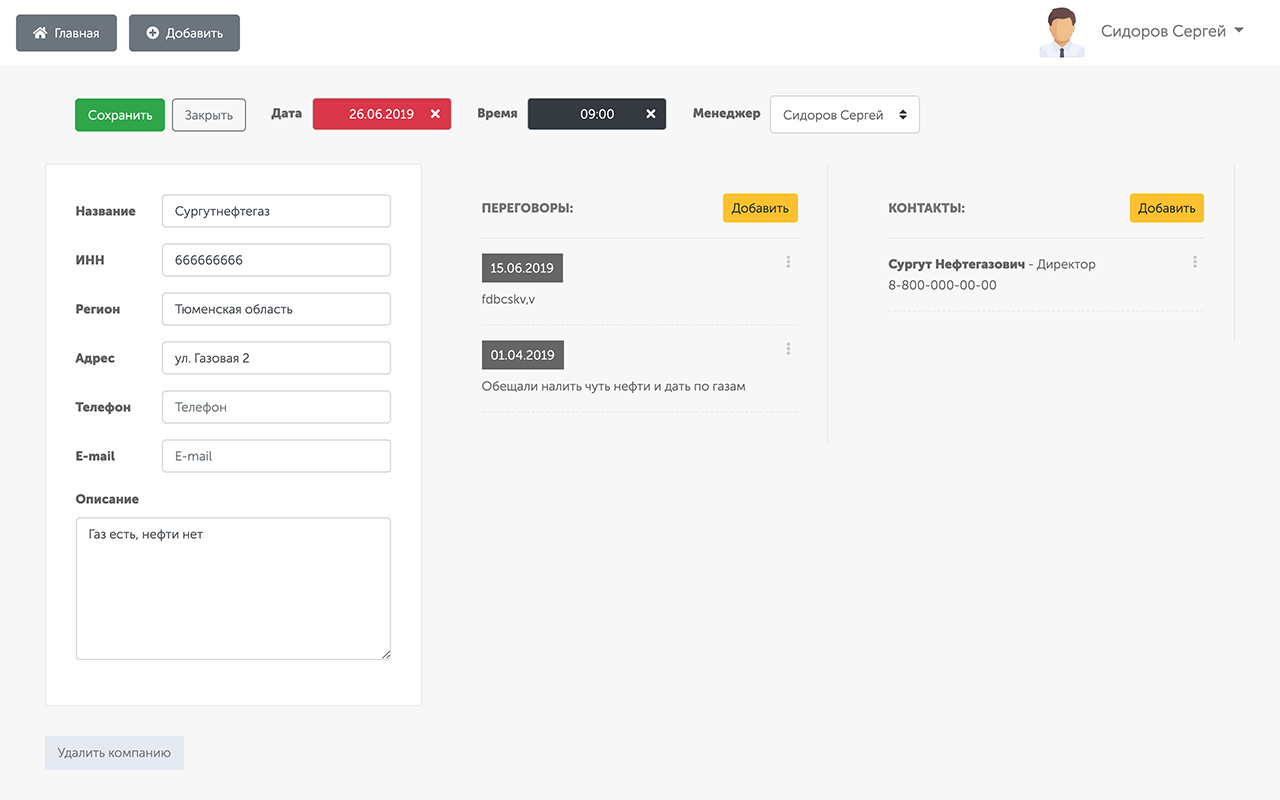 Главная
Добавить
Сидоров Сергей
Сохранить
Закрыть
Дата
26.06.2019
Время
09:00
Менеджер
Сидоров Сергей
Название
Сургутнефтегаз
ИНН
666666666
Регион
Тюменская область
Адрес
ул. Газовая 2
Телефон
Телефон
E-mail
E-mail
Описание
Газ есть, нефти нет
Удалить компанию
ПЕРЕГОВОРЫ:
Добавить
15.06.2019
fdbcskv,v
01.04.2019
Обещали налить чуть нефти и дать по газам
КОНТАКТЫ:
Добавить
Сургут Нефтегазович - Директор
8-800-000-00-00